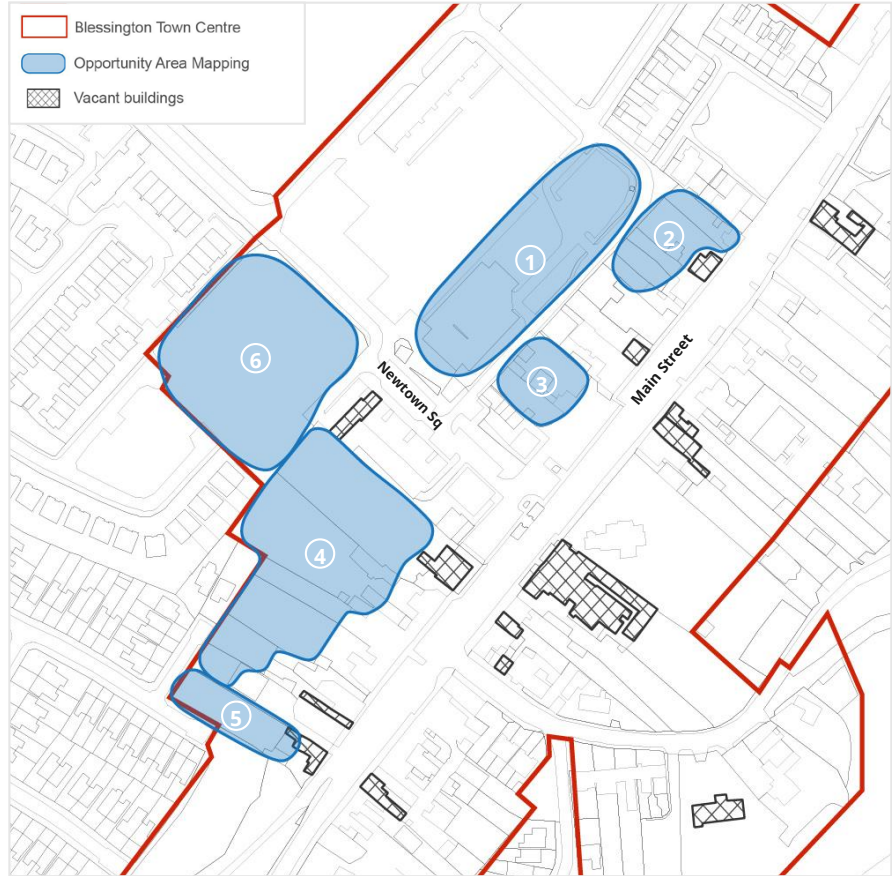 Blessington Town Centre
Opportunity Area Mapping
Vacant buildings
1
2
3
Main Street
Newtown Sq
6
4
5